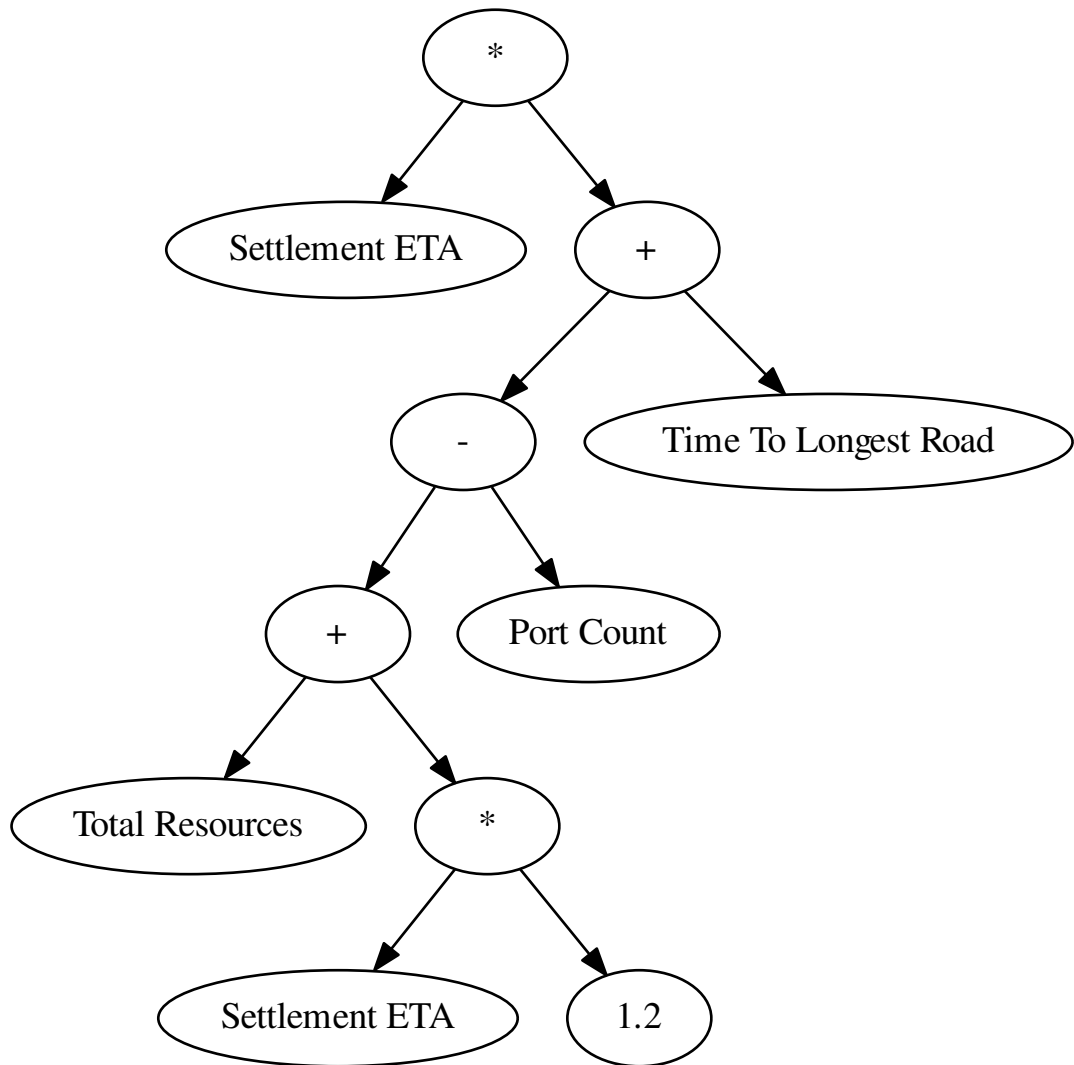 *
Settlement ETA
+
-
Time To Longest Road
+
Port Count
Total Resources
*
Settlement ETA
1.2